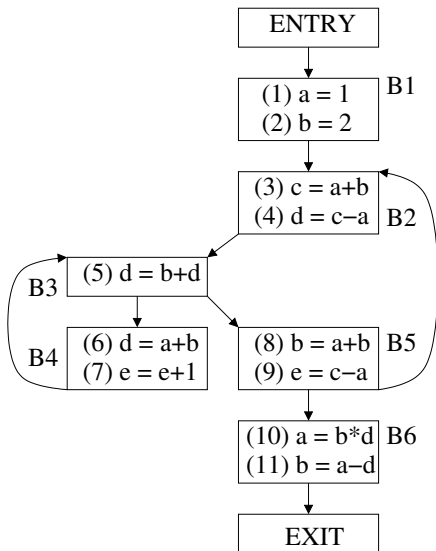 ENTRY
B1
(1) a = 1
(2) b = 2
(3) c = a+b
(4) d = c−a
B2
(5) d = b+d
B3
(6) d = a+b
(7) e = e+1
B4
(8) b = a+b
(9) e = c−a
B5
(10) a = b*d
(11) b = a−d
B6
EXIT